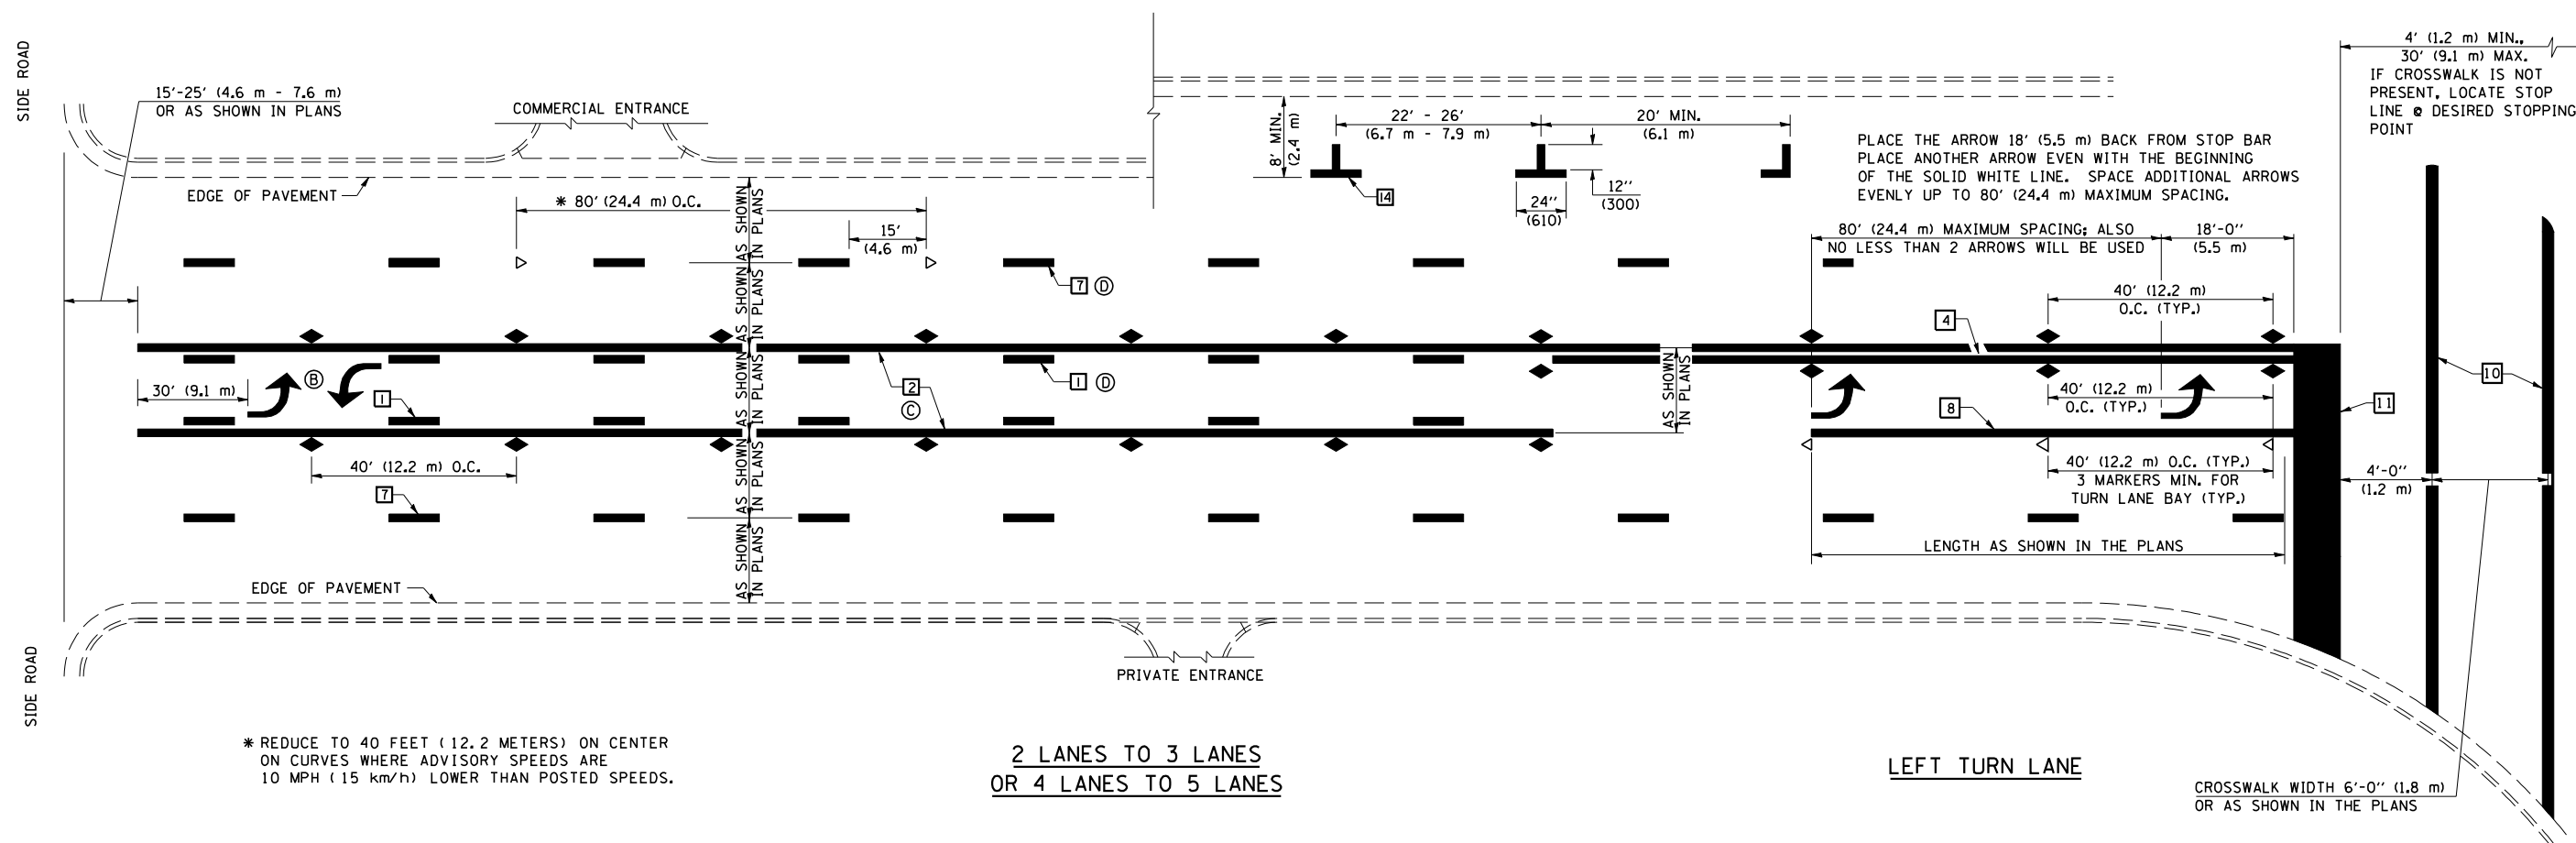 SIDE ROAD
15'-25' (4.6 m - 7.6 m)
OR AS SHOWN IN PLANS
COMMERCIAL ENTRANCE
EDGE OF PAVEMENT
* 80' (24.4 m) O.C.
15'
(4.6 m)
8' MIN.
(2.4 m)
22' - 26'
(6.7 m - 7.9 m)
20' MIN.
(6.1 m)
14
24"
(610)
12''
(300)
4' (1.2 m) MIN.,
30' (9.1 m) MAX.
IF CROSSWALK IS NOT
PRESENT, LOCATE STOP
LINE @ DESIRED STOPPING
POINT
PLACE THE ARROW 18' (5.5 m) BACK FROM STOP BAR
PLACE ANOTHER ARROW EVEN WITH THE BEGINNING
OF THE SOLID WHITE LINE. SPACE ADDITIONAL ARROWS
EVENLY UP TO 80' (24.4 m) MAXIMUM SPACING.
80' (24.4 m) MAXIMUM SPACING; ALSO
NO LESS THAN 2 ARROWS WILL BE USED
18'-0''
(5.5 m)
7 D
40' (12.2 m)
O.C. (TYP.)
4
AS SHOWN
IN PLANS
AS SHOWN
IN PLANS
AS SHOWN
IN PLANS
AS SHOWN
IN PLANS
AS SHOWN
IN PLANS
30' (9.1 m)
B
1
2
C
1 D
AS SHOWN
IN PLANS
40' (12.2 m)
O.C. (TYP.)
8
10
11
40' (12.2 m) O.C.
7
40' (12.2 m) O.C. (TYP.)
3 MARKERS MIN. FOR
TURN LANE BAY (TYP.)
4'-0''
(1.2 m)
LENGTH AS SHOWN IN THE PLANS
EDGE OF PAVEMENT
SIDE ROAD
PRIVATE ENTRANCE
* REDUCE TO 40 FEET (12.2 METERS) ON CENTER
ON CURVES WHERE ADVISORY SPEEDS ARE
10 MPH (15 km/h) LOWER THAN POSTED SPEEDS.
2 LANES TO 3 LANES
OR 4 LANES TO 5 LANES
LEFT TURN LANE
CROSSWALK WIDTH 6'-0'' (1.8 m)
OR AS SHOWN IN THE PLANS